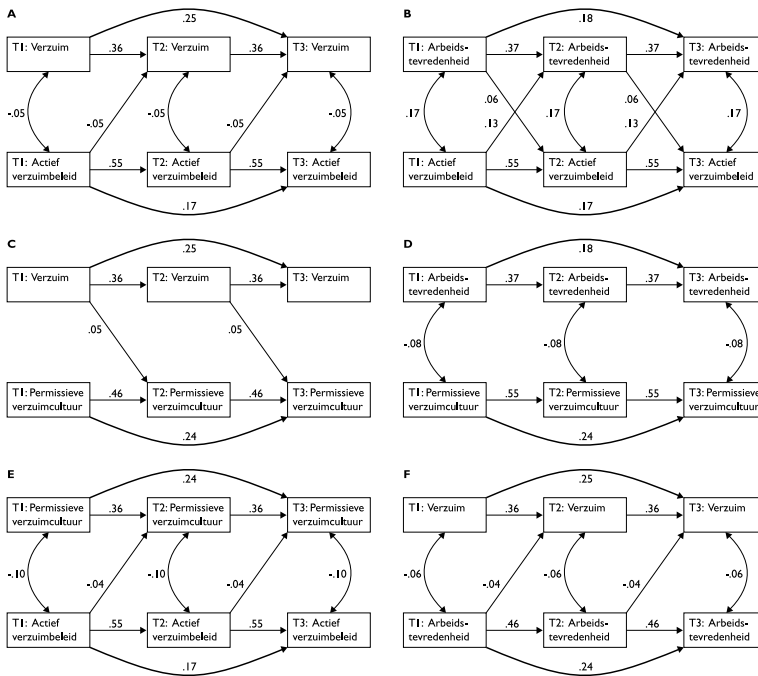 A
.25
T1: Verzuim
.36
T2: Verzuim
.36
T3: Verzuim
-.05
-.05
-.05
-.05
-.05
T1: Actief
verzuimbeleid
.55
T2: Actief
verzuimbeleid
.55
T3: Actief
verzuimbeleid
.17
B
.18
T1: Arbeids-
tevredenheid
.37
T2: Arbeids-
tevredenheid
.37
T3: Arbeids-
tevredenheid
.17
.06
.13
.17
.06
.13
.17
T1: Actief
verzuimbeleid
.55
T2: Actief
verzuimbeleid
.55
T3: Actief
verzuimbeleid
.17
C
.25
T1: Verzuim
.36
T2: Verzuim
.36
T3: Verzuim
.05
.05
T1: Permissieve
verzuimcultuur
.46
T2: Permissieve
verzuimcultuur
.46
T3: Permissieve
verzuimcultuur
.24
D
.18
T1: Arbeids-
tevredenheid
.37
T2: Arbeids-
tevredenheid
.37
T3: Arbeids-
tevredenheid
-.08
-.08
-.08
T1: Permissieve
verzuimcultuur
.55
T2: Permissieve
verzuimcultuur
.55
T3: Permissieve
verzuimcultuur
.24
E
.24
T1: Permissieve
verzuimcultuur
.36
T2: Permissieve
verzuimcultuur
.36
T3: Permissieve
verzuimcultuur
-.10
-.04
-.10
-.04
-.10
T1: Actief
verzuimbeleid
.55
T2: Actief
verzuimbeleid
.55
T3: Actief
verzuimbeleid
.17
F
.25
T1: Verzuim
.36
T2: Verzuim
.36
T3: Verzuim
-.06
-.04
-.06
-.04
-.06
T1: Arbeids-
tevredenheid
.46
T2: Arbeids-
tevredenheid
.46
T3: Arbeids-
tevredenheid
.24